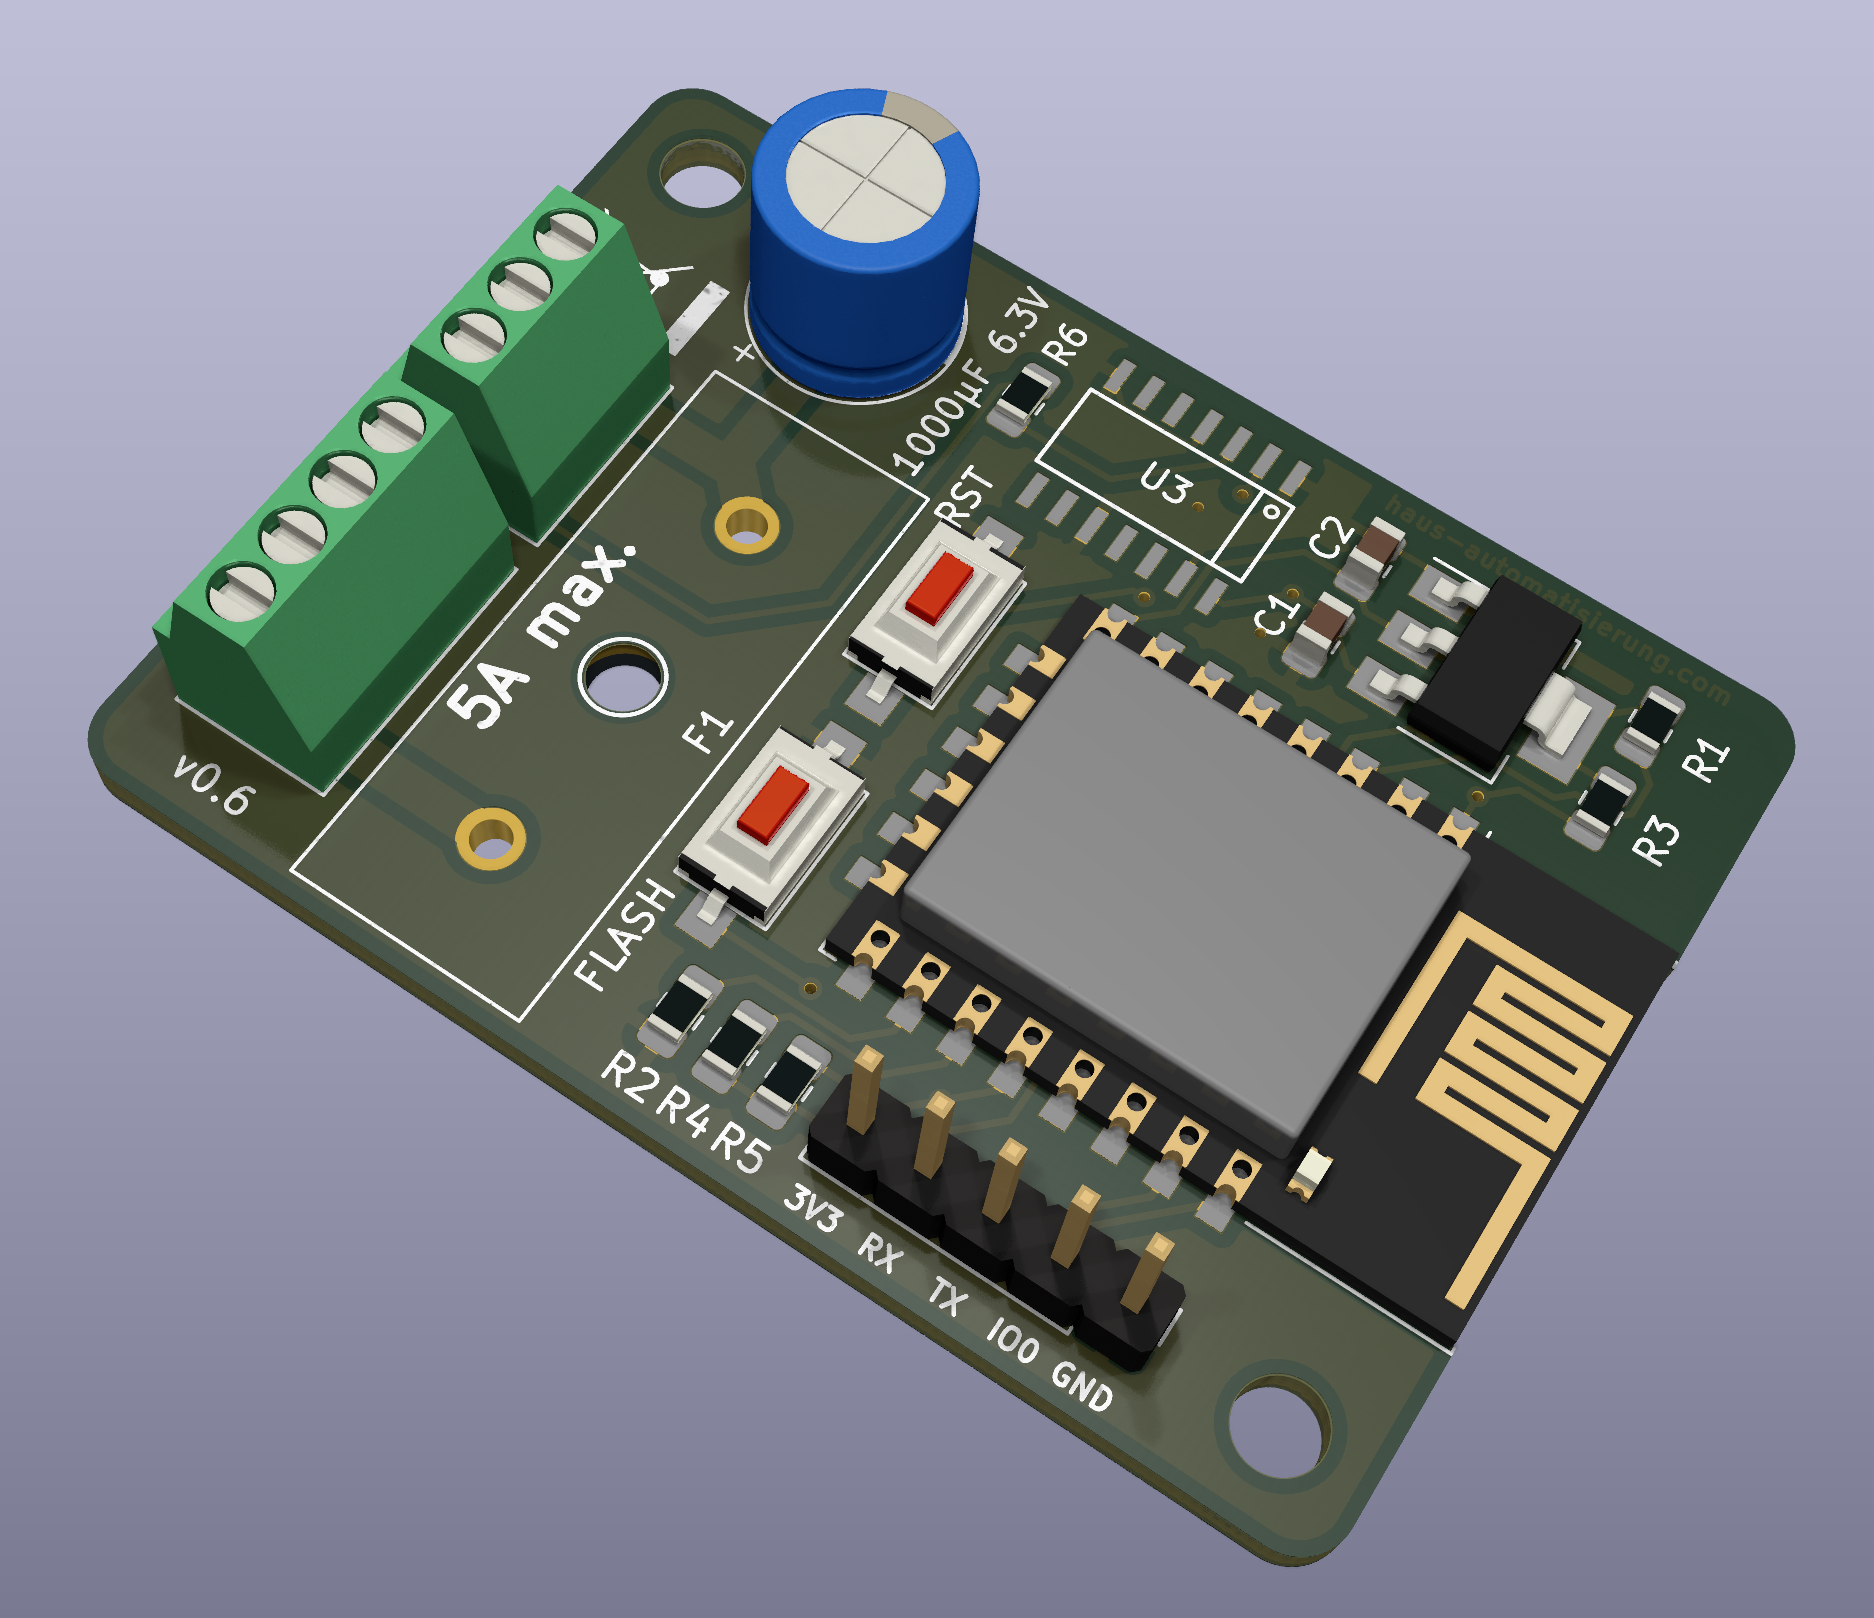 1000µF 6.3V
R6
U3
RST
C2
C1
haus-automatisierung.com
5A max.
F1
R1
R3
v0.6
FLASH
R2 R4 R5
3V3 RX TX IO0 GND
+